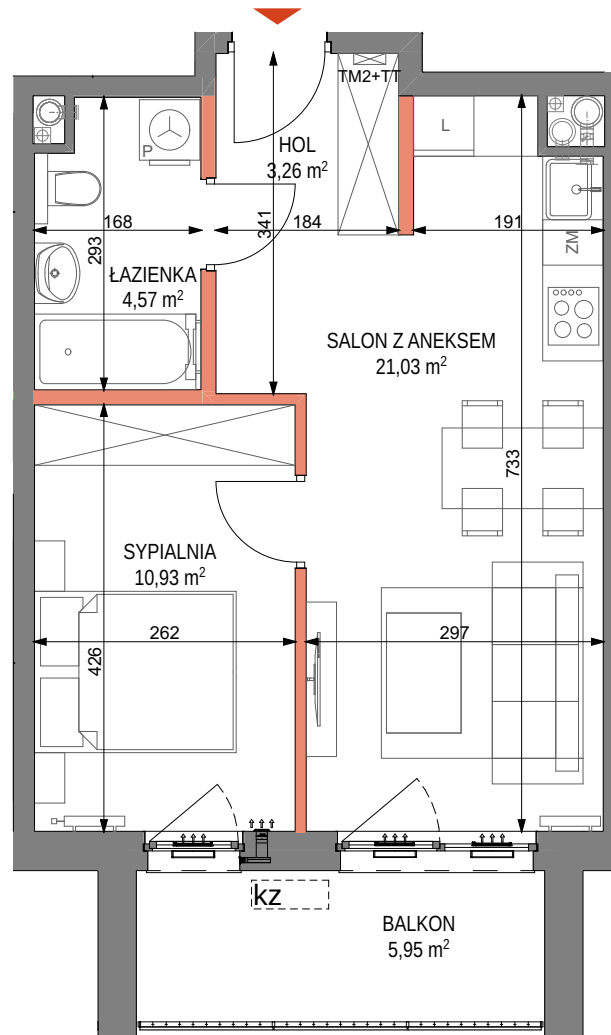 TM2+TT
HOL
3,26 m²
L
P
168
184
191
293
341
ZM
ŁAZIENKA
4,57 m²
SALON Z ANEKSEM
21,03 m²
733
SYPIALNIA
10,93 m²
262
297
426
kz
BALKON
5,95 m²